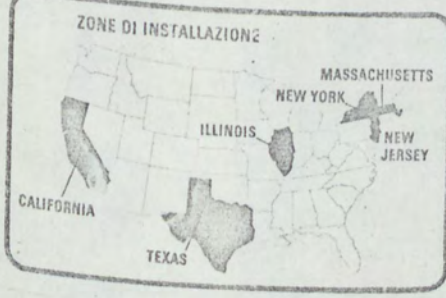 ZONE DI INSTALLAZIONE
MASSACHUSETTS
NEW YORK
ILLINOIS
NEW
JERSEY
CALIFORNIA
TEXAS